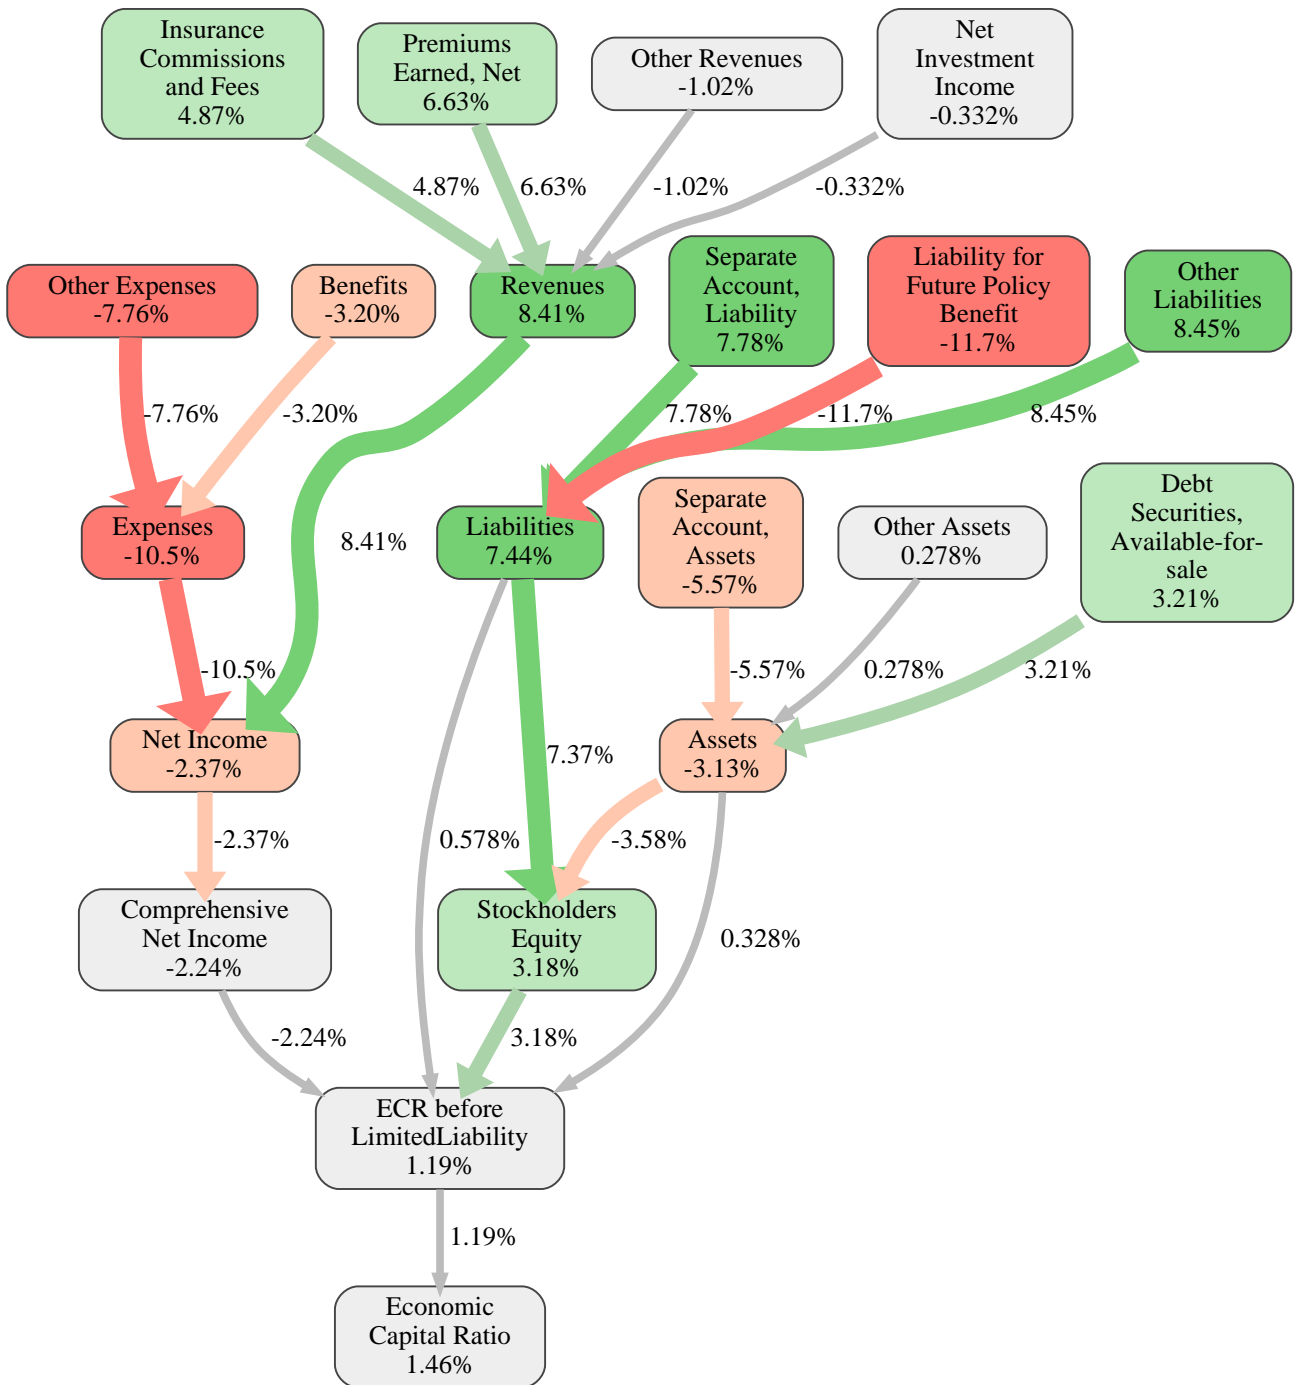 Insurance
Commissions
and Fees
4.87%
Premiums
Earned, Net
6.63%
Other Revenues
-1.02%
Net
Investment
Income
-0.332%
4.87%
6.63%
-1.02%
-0.332%
Other Expenses
-7.76%
Benefits
-3.20%
Revenues
8.41%
Separate
Account,
Liability
7.78%
Liability for
Future Policy
Benefit
-11.7%
Other
Liabilities
8.45%
-7.76%
-3.20%
7.78%
-11.7%
8.45%
Expenses
-10.5%
8.41%
Liabilities
7.44%
Separate
Account,
Assets
-5.57%
Other Assets
0.278%
Debt
Securities,
Available-for-
sale
3.21%
-10.5%
-5.57%
0.278%
3.21%
Net Income
-2.37%
7.37%
Assets
-3.13%
-2.37%
0.578%
-3.58%
Comprehensive
Net Income
-2.24%
Stockholders
Equity
3.18%
0.328%
-2.24%
3.18%
ECR before
LimitedLiability
1.19%
1.19%
Economic
Capital Ratio
1.46%